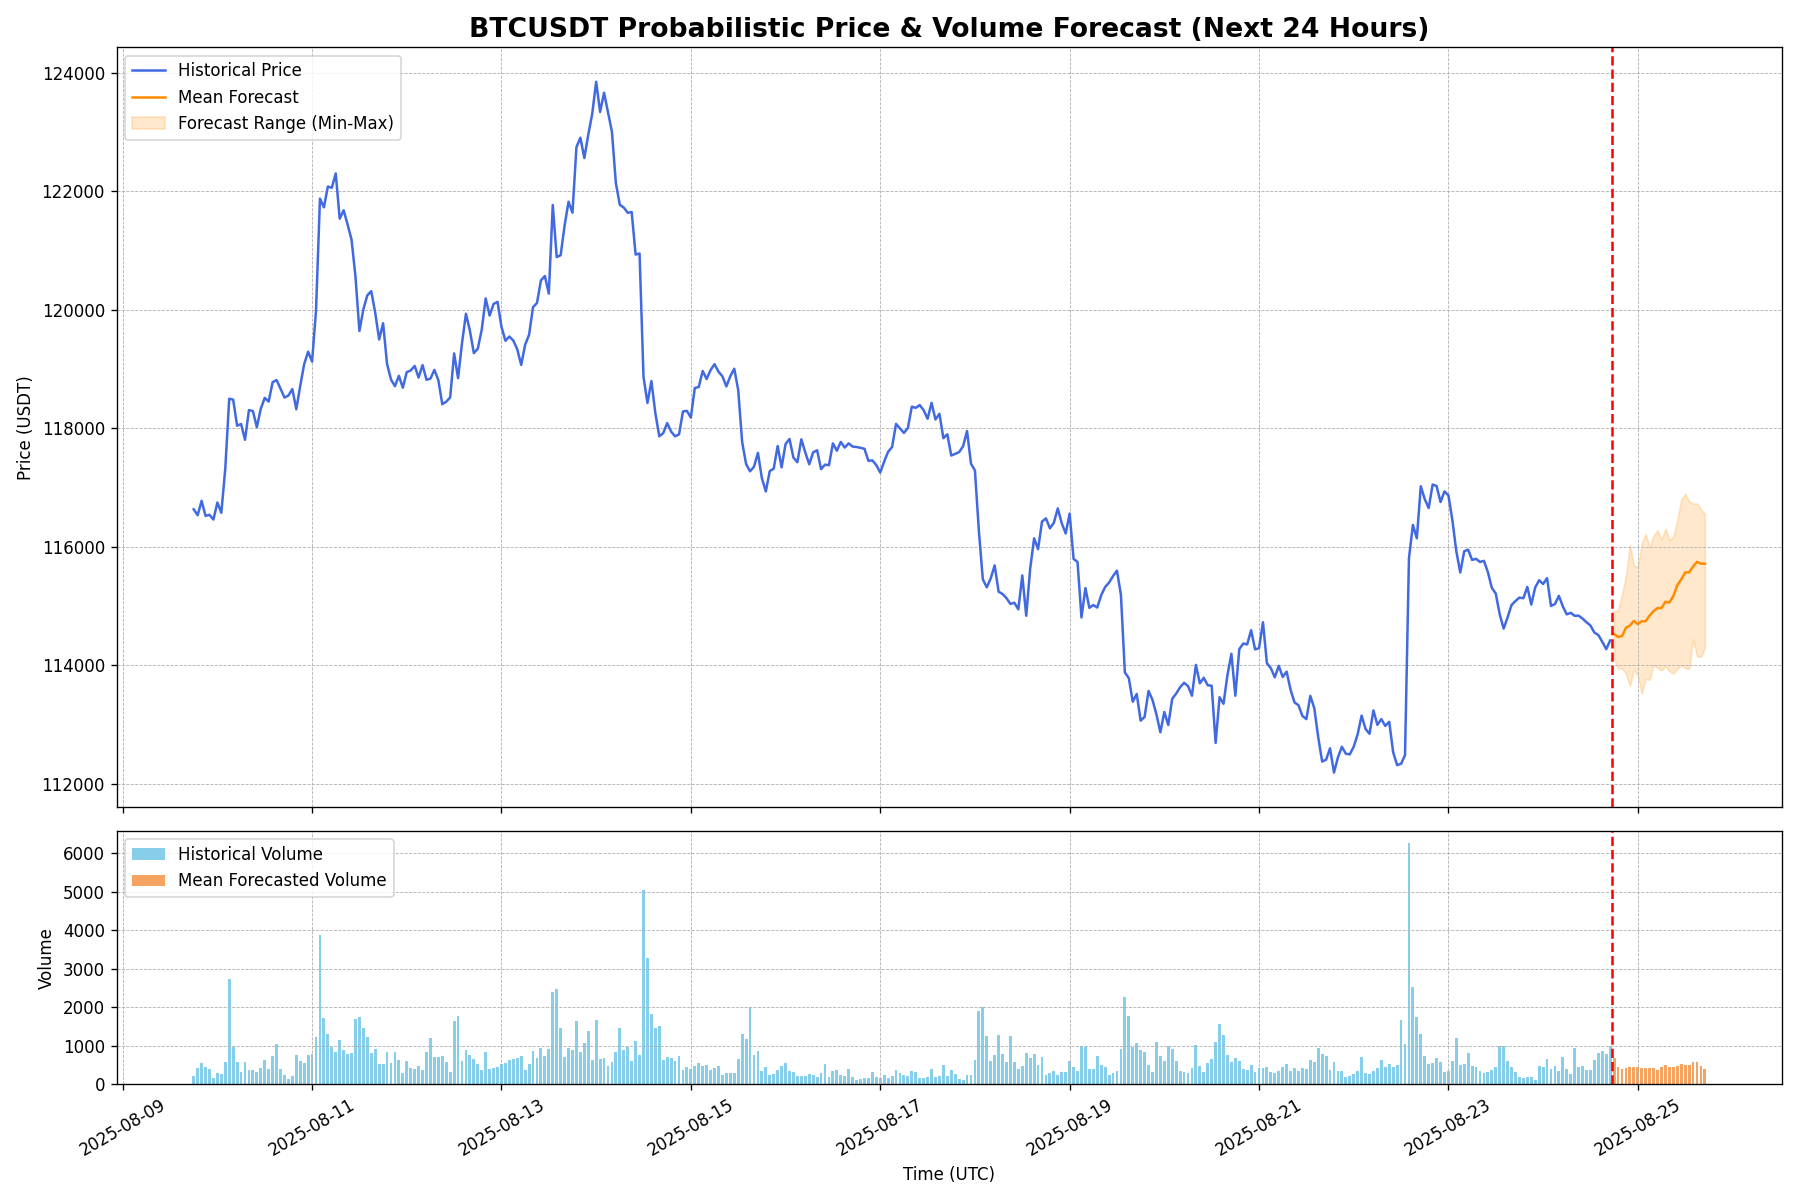 BTCUSDT Probabilistic Price & Volume Forecast (Next 24 Hours)
Historical Price
Mean Forecast
Forecast Range (Min-Max)
Price (USDT)
124000
122000
120000
118000
116000
114000
112000
Historical Volume
Mean Forecasted Volume
Volume
6000
5000
4000
3000
2000
1000
0
2025-08-09
2025-08-11
2025-08-13
2025-08-15
2025-08-17
2025-08-19
2025-08-21
2025-08-23
2025-08-25
Time (UTC)